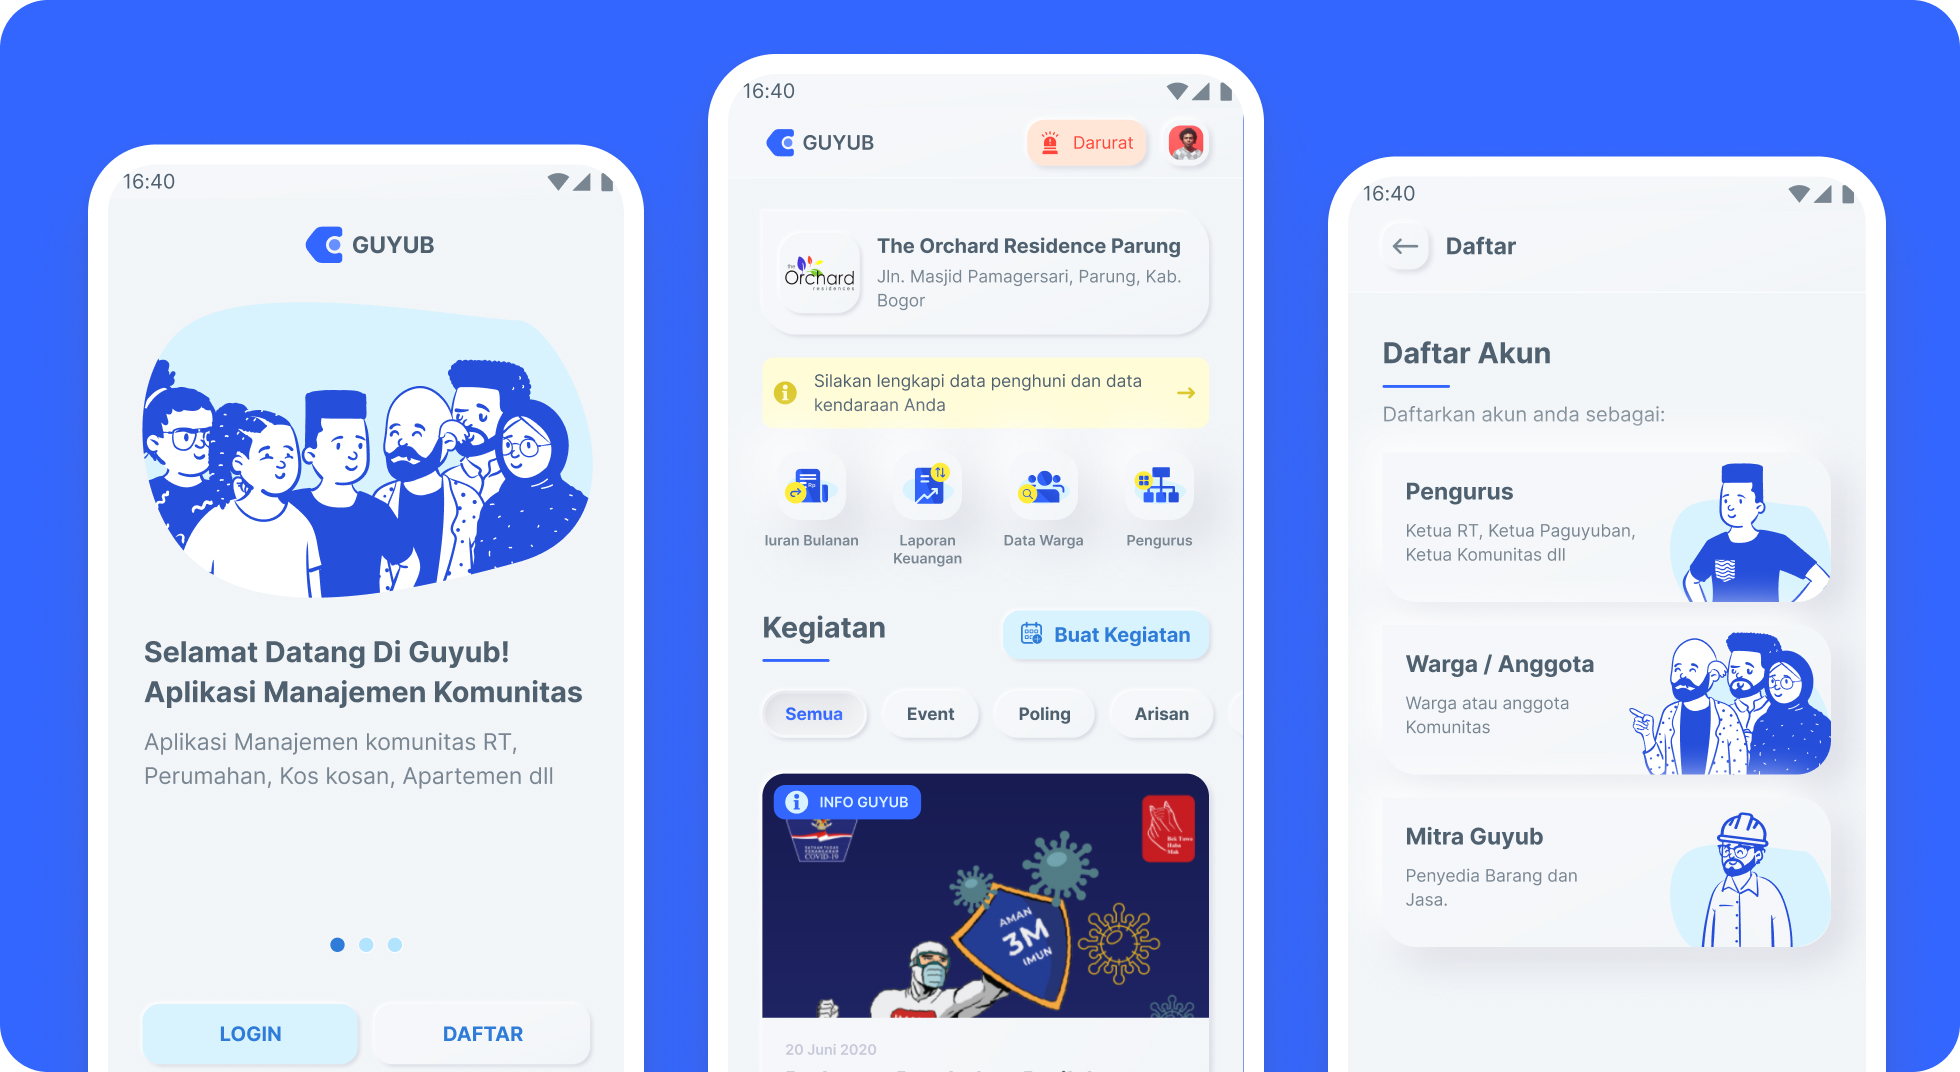 16:40
GUYUB
Selamat Datang Di Guyub!
Aplikasi Manajemen Komunitas
Aplikasi Manajemen komunitas RT,
Perumahan, Kos kosan, Apartemen dll
LOGIN
DAFTAR
16:40
GUYUB
Darurat
the
Orchard
residences
The Orchard Residence Parung
Jln. Masjid Pamagersari, Parung, Kab.
Bogor
Silakan lengkapi data penghuni dan data
kendaraan Anda
Rp
Iuran Bulanan
Laporan
Keuangan
Data Warga
Pengurus
Kegiatan
Buat Kegiatan
Semua
Event
Poling
Arisan
INFO GUYUB
COVID-19
AMAN
3M
IMUN
20 Juni 2020
16:40
Daftar
Daftar Akun
Daftarkan akun anda sebagai:
Pengurus
Ketua RT, Ketua Paguyuban,
Ketua Komunitas dll
Warga / Anggota
Warga atau anggota
Komunitas
Mitra Guyub
Penyedia Barang dan
Jasa.